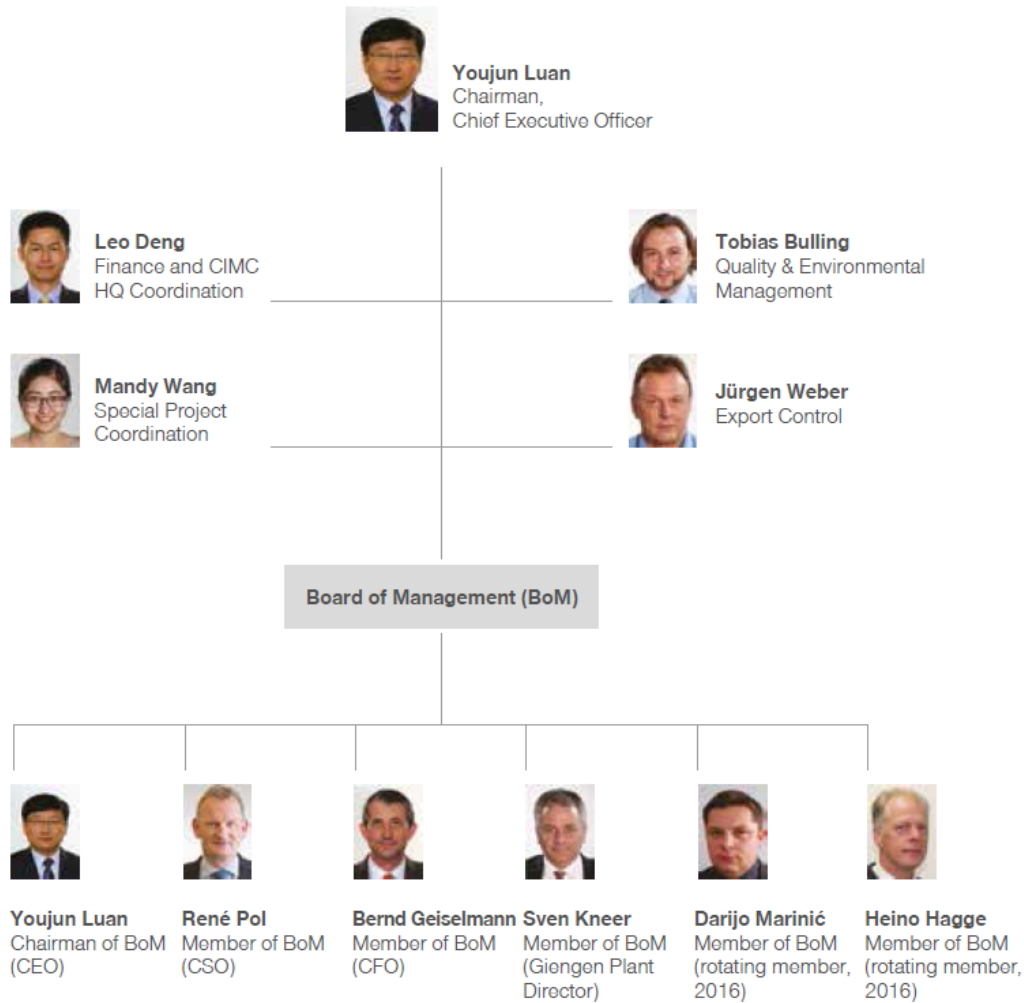 Youjun Luan
Chairman,
Chief Executive Officer
Leo Deng
Finance and CIMC
HQ Coordination
Tobias Bulling
Quality & Environmental
Management
Mandy Wang
Special Project
Coordination
Jürgen Weber
Export Control
Board of Management (BoM)
Youjun Luan
Chairman of BoM
(CEO)
René Pol
Member of BoM
(CSO)
Bernd Geiselmann
Member of BoM
(CFO)
Sven Kneer
Member of BoM
(Giengen Plant
Director)
Darijo Marinić
Member of BoM
(rotating member,
2016)
Heino Hagge
Member of BoM
(rotating member,
2016)